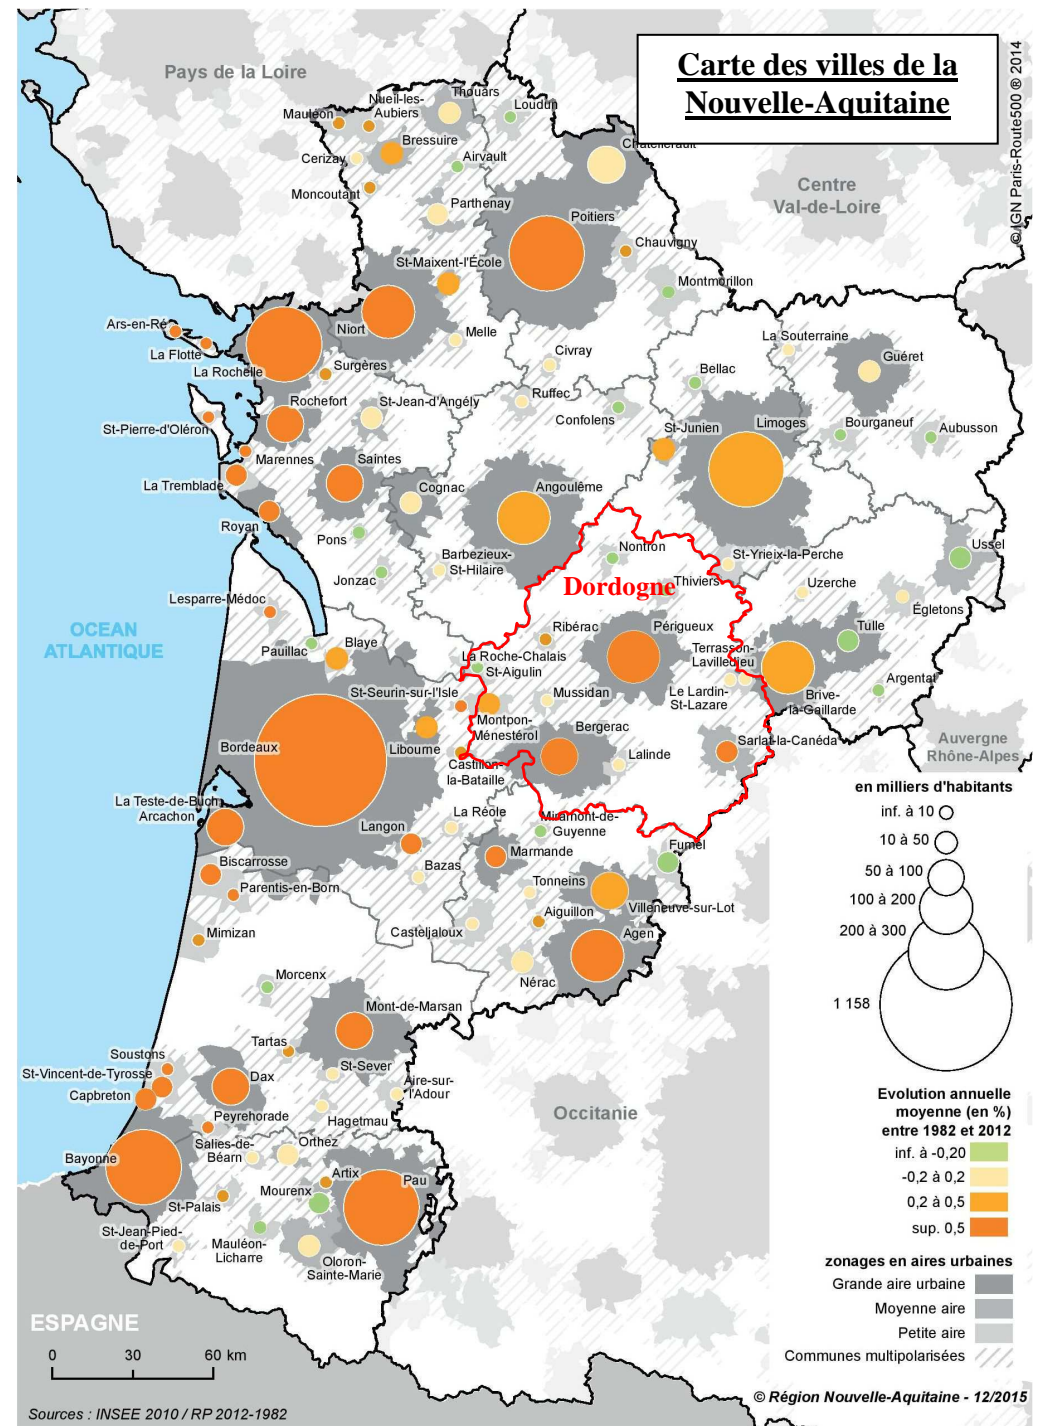 Carte des villes de la
Nouvelle-Aquitaine
© IGN Paris-Route500 ® 2014
Pays de la Loire
Centre
Val-de-Loire
Thouars
Nueil-les-
Aubiers
Mauléon
Loudun
Bressuire
Châtellerault
Cerizay
Airvault
Moncoutant
Parthenay
Poitiers
Chauvigny
St-Maixent-l'École
Montmorillon
Ars-en-Ré
La Flotte
Niort
Melle
La Souterraine
Guéret
La Rochelle
Surgères
Civray
Bellac
Rochefort
St-Jean-d'Angély
Ruffec
Confolens
St-Junien
Limoges
Bourganeuf
Aubusson
St-Pierre-d'Oléron
Marennes
Saintes
La Tremblade
Cognac
Angoulême
Royan
Pons
Barbezieux-
St-Hilaire
Nontron
St-Yrieix-la-Perche
Ussel
Jonzac
Dordogne
Thiviers
Uzerche
Égletons
Lesparre-Médoc
OCEAN
ATLANTIQUE
Pauillac
Blaye
Ribérac
Périgueux
Tulle
La Roche-Chalais
St-Aigulin
Terrasson-
Lavilledieu
Argentat
St-Seurin-sur-l'Isle
Mussidan
Le Lardin-
St-Lazare
Brive-
la-Gaillarde
Montpon-
Ménestérol
Bergerac
Bordeaux
Libourne
Lalinde
Sarlat-la-Canéda
Auvergne
Rhône-Alpes
Castillon-
la-Bataille
La Teste-de-Buch
Arcachon
La Réole
Miramont-de-
Guyenne
Langon
Marmande
Fumel
Biscarrosse
Bazas
Parentis-en-Born
Tonneins
Villeneuve-sur-Lot
Aiguillon
Mimizan
Casteljaloux
Agen
Nérac
Morcenx
Mont-de-Marsan
Tartas
Soustons
St-Vincent-de-Tyrosse
St-Sever
Capbreton
Dax
Aire-sur-
l'Adour
Peyrehorade
Hagetmau
Occitanie
Bayonne
Salies-de-
Béarn
Orthez
Artix
Pau
Mourenx
St-Palais
St-Jean-Pied-
de-Port
Mauléon-
Licharre
Oloron-
Sainte-Marie
ESPAGNE
en milliers d'habitants
inf. à 10
10 à 50
50 à 100
100 à 200
200 à 300
1 158
Evolution annuelle
moyenne (en %)
entre 1982 et 2012
inf. à -0,20
-0,2 à 0,2
0,2 à 0,5
sup. 0,5
zonages en aires urbaines
Grande aire urbaine
Moyenne aire
Petite aire
Communes multipolarisées
0 30 60 km
Sources : INSEE 2010 / RP 2012-1982
© Région Nouvelle-Aquitaine - 12/2015